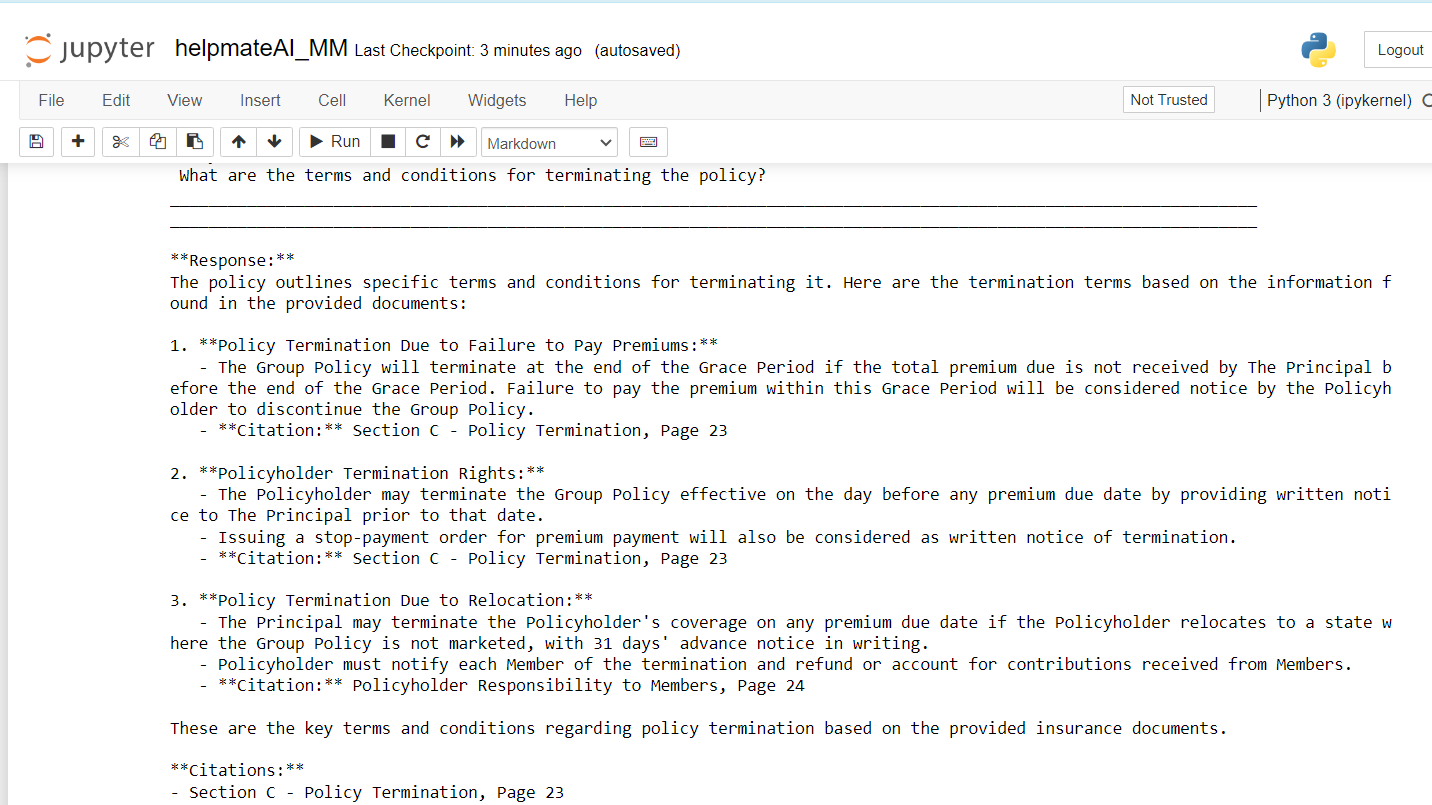 jupyter helpmateAI_MM Last Checkpoint: 3 minutes ago (autosaved)
Logout
File Edit View Insert Cell Kernel Widgets Help
Not Trusted
Python 3 (ipykernel)
Run
Markdown
What are the terms and conditions for terminating the policy?
**Response:**
The policy outlines specific terms and conditions for terminating it. Here are the termination terms based on the information f
ound in the provided documents:
1. **Policy Termination Due to Failure to Pay Premiums:**
- The Group Policy will terminate at the end of the Grace Period if the total premium due is not received by The Principal b
efore the end of the Grace Period. Failure to pay the premium within this Grace Period will be considered notice by the Policyh
older to discontinue the Group Policy.
- **Citation:** Section C - Policy Termination, Page 23
2. **Policyholder Termination Rights:**
- The Policyholder may terminate the Group Policy effective on the day before any premium due date by providing written noti
ce to The Principal prior to that date.
- Issuing a stop-payment order for premium payment will also be considered as written notice of termination.
- **Citation:** Section C - Policy Termination, Page 23
3. **Policy Termination Due to Relocation:**
- The Principal may terminate the Policyholder's coverage on any premium due date if the Policyholder relocates to a state w
here the Group Policy is not marketed, with 31 days' advance notice in writing.
- Policyholder must notify each Member of the termination and refund or account for contributions received from Members.
- **Citation:** Policyholder Responsibility to Members, Page 24
These are the key terms and conditions regarding policy termination based on the provided insurance documents.
**Citations:**
- Section C - Policy Termination, Page 23